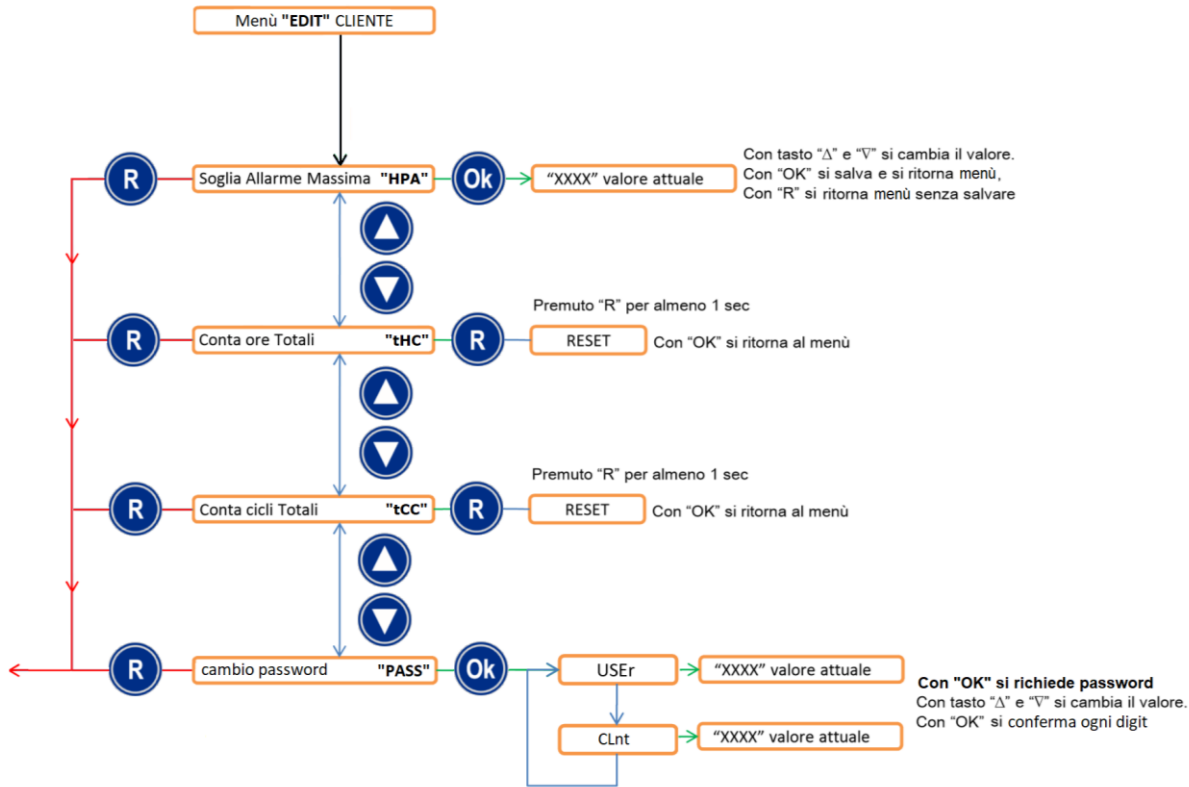 Menù "EDIT" CLIENTE
Con tasto “∆” e “∇” si cambia il valore.
R Soglia Allarme Massima "HPA" Ok “XXXX” valore attuale
Con “OK” si salva e si ritorna menù,
Con “R” si ritorna menù senza salvare
Premuto “R” per almeno 1 sec
R Conta ore Totali "tHC" R RESET Con “OK” si ritorna al menù
Premuto “R” per almeno 1 sec
R Conta cicli Totali "tCC" R RESET Con “OK” si ritorna al menù
R cambio password "PASS" Ok USEr “XXXX” valore attuale
Con "OK" si richiede password
Con tasto “∆” e “∇” si cambia il valore.
Con “OK” si conferma ogni digit
CLnt “XXXX” valore attuale